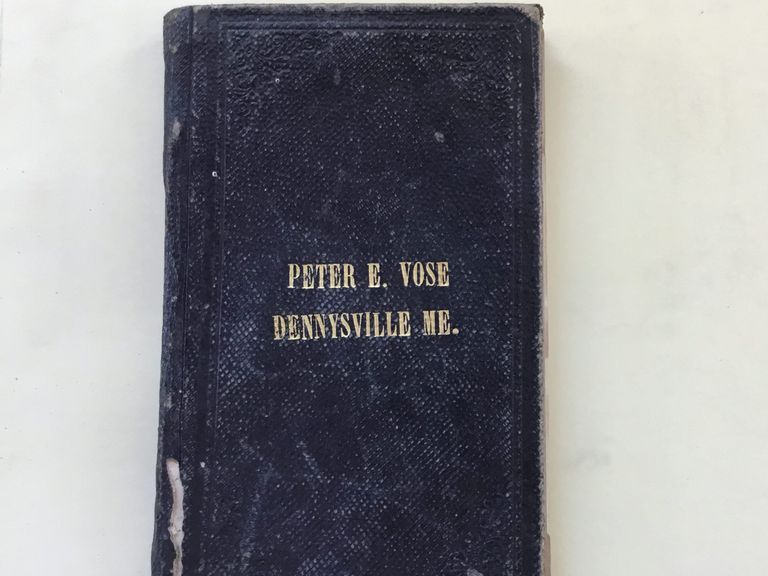 PETER E. VOSE
DENNYSVILLE ME.